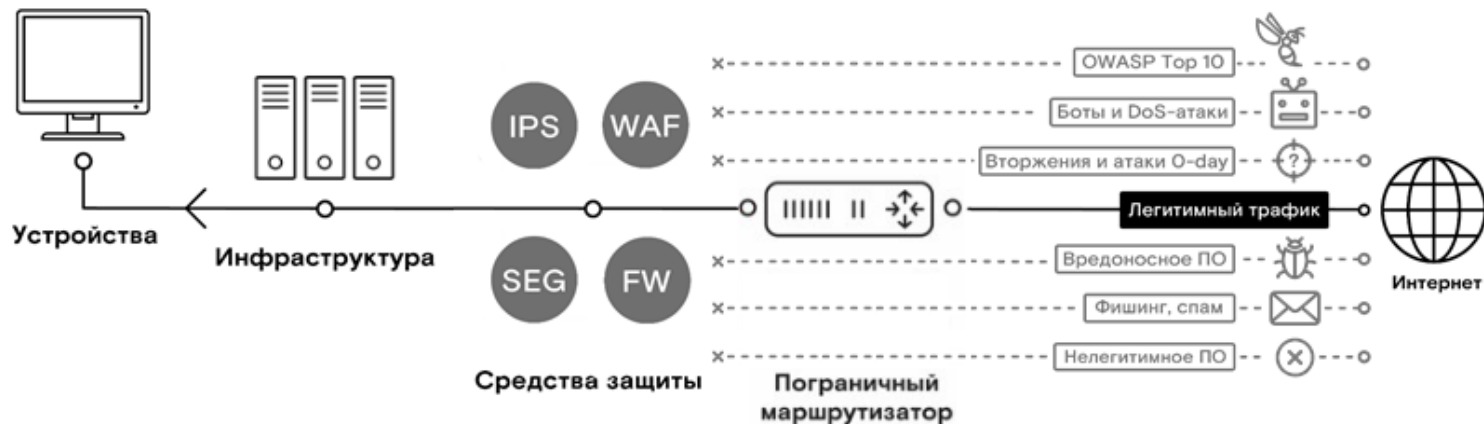 OWASP Top 10
Боты и DoS-атаки
IPS WAF
Вторжения и атаки 0-day
?
Легитимный трафик
Устройства
Инфраструктура
SEG FW
Вредоносное ПО
Интернет
Фишинг, спам
Нелегитимное ПО
Средства защиты
Пограничный
маршрутизатор